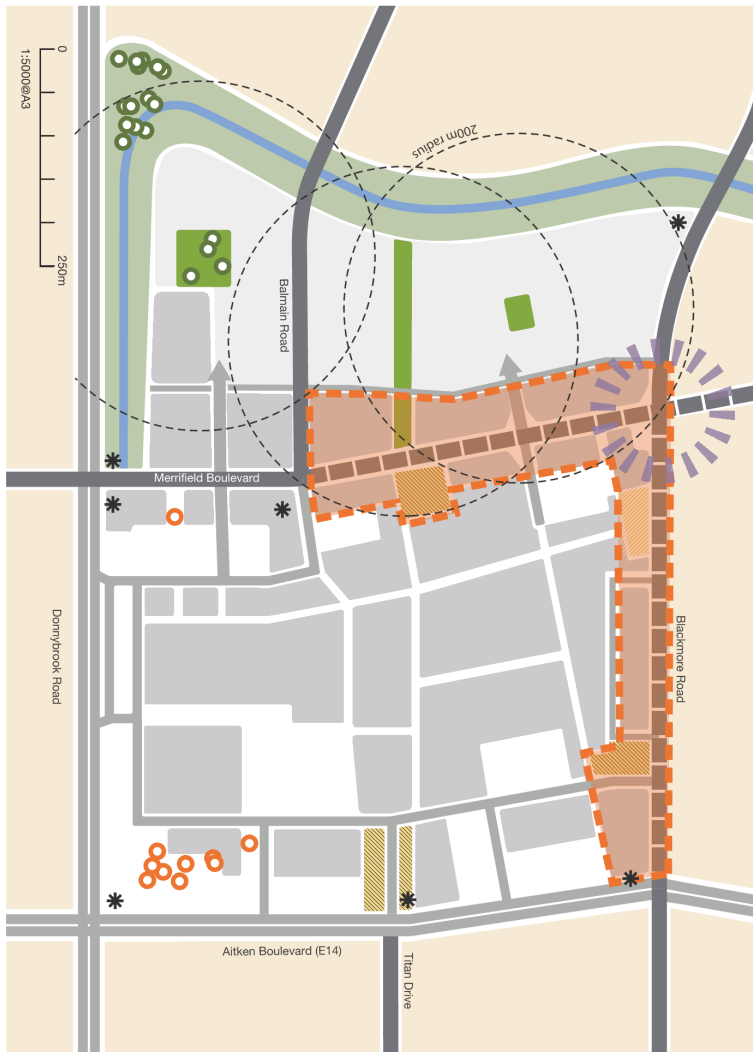 0
1:5000@A3
250m
200m radius
Balmain Road
Merrifield Boulevard
Donnybrook Road
Blackmore Road
Aitken Boulevard (E14)
Titan Drive